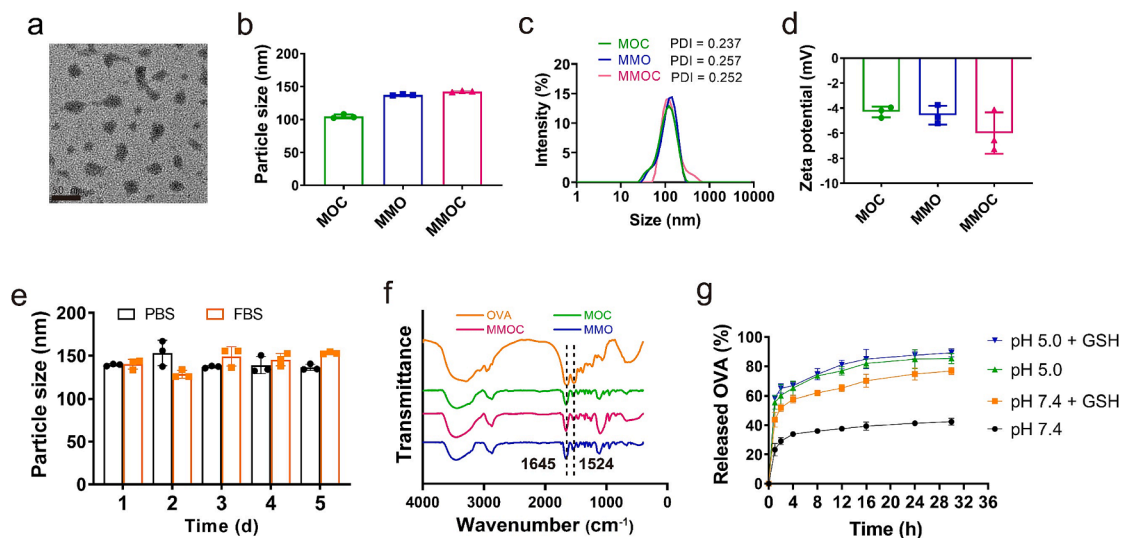 a
b
Particle size (nm)
200
150
100
50
0
MOC
MMO
MMOC
c
MOC PDI = 0.237
MMO PDI = 0.257
MMOC PDI = 0.252
Intensity (%)
20
15
10
5
0
1 10 100 1000 10000
Size (nm)
d
Zeta potential (mV)
0
-2
-4
-6
-8
-10
MOC
MMO
MMOC
e
PBS FBS
Particle size (nm)
200
150
100
50
0
1 2 3 4 5
Time (d)
f
OVA MOC
MMOC MMO
Transmittance
1645 1524
4000 3000 2000 1000 0
Wavenumber (cm⁻¹)
g
Released OVA (%)
100
80
60
40
20
0
0 4 8 12 16 20 24 28 32 36
Time (h)
pH 5.0 + GSH
pH 5.0
pH 7.4 + GSH
pH 7.4